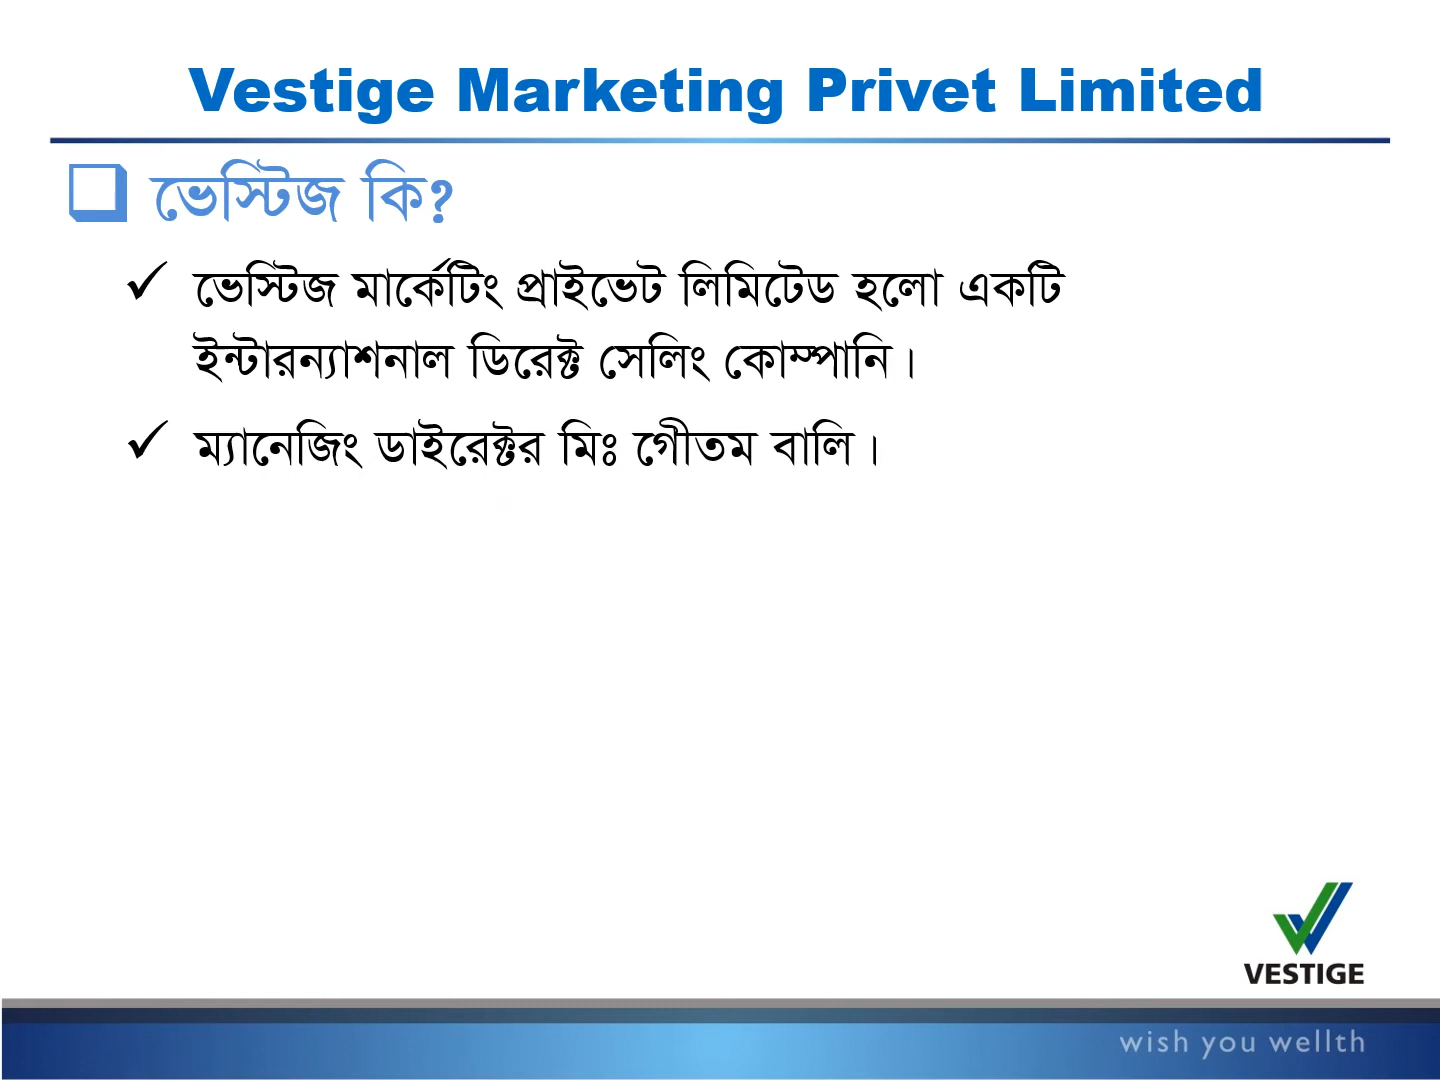 Vestige Marketing Privet Limited
ভেস্টিজ কি?
ভেস্টিজ মার্কেটিং প্রাইভেট লিমিটেড হলো একটি
ইন্টারন্যাশনাল ডিরেক্ট সেলিং কোম্পানি।
ম্যানেজিং ডাইরেক্টর মিঃ গৌতম বালি।
VESTIGE
wish you wellth